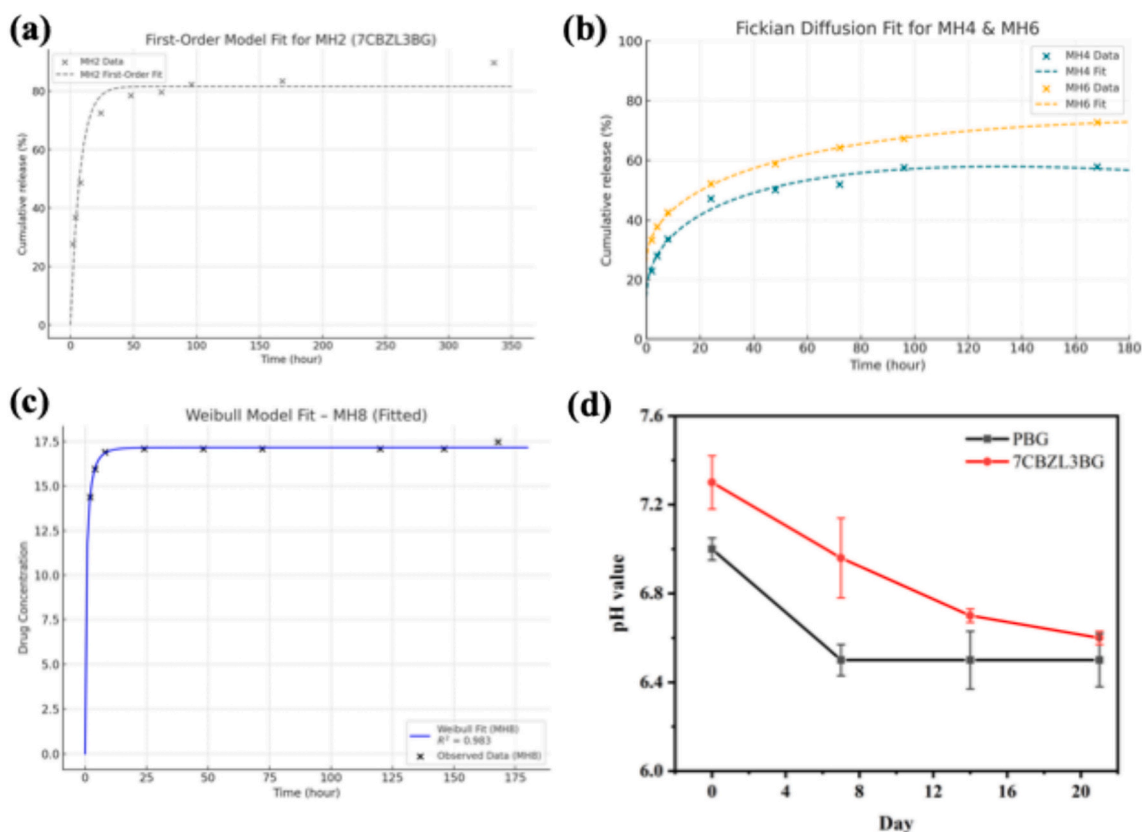 (a)
First-Order Model Fit for MH2 (7CBZL3BG)
MH2 Data
MH2 First-Order Fit
80
60
40
20
0
Cumulative release (%)
0 50 100 150 200 250 300 350
Time (hour)
(b)
Fickian Diffusion Fit for MH4 & MH6
MH4 Data
MH4 Fit
MH6 Data
MH6 Fit
100
80
60
40
20
0
Cumulative release (%)
0 20 40 60 80 100 120 140 160 180
Time (hour)
(c)
Weibull Model Fit – MH8 (Fitted)
17.5
15.0
12.5
10.0
7.5
5.0
2.5
0.0
Drug Concentration
Weibull Fit (MH8)
R² = 0.983
Observed Data (MH8)
0 25 50 75 100 125 150 175
Time (hour)
(d)
PBG
7CBZL3BG
7.6
7.2
6.8
6.4
6.0
pH value
0 4 8 12 16 20
Day